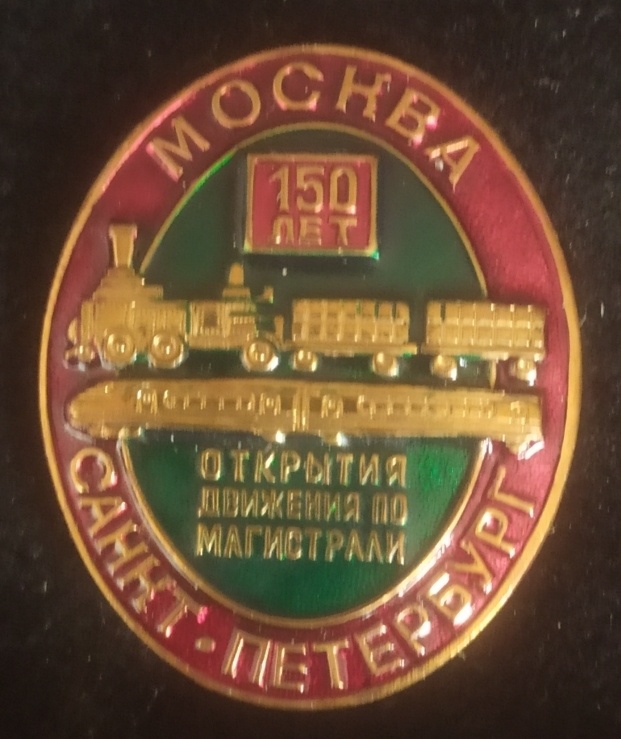 МОСКВА
150
ЛЕТ
ОТКРЫТИЯ
ДВИЖЕНИЯ ПО
МАГИСТРАЛИ
САНКТ-ПЕТЕРБУРГ